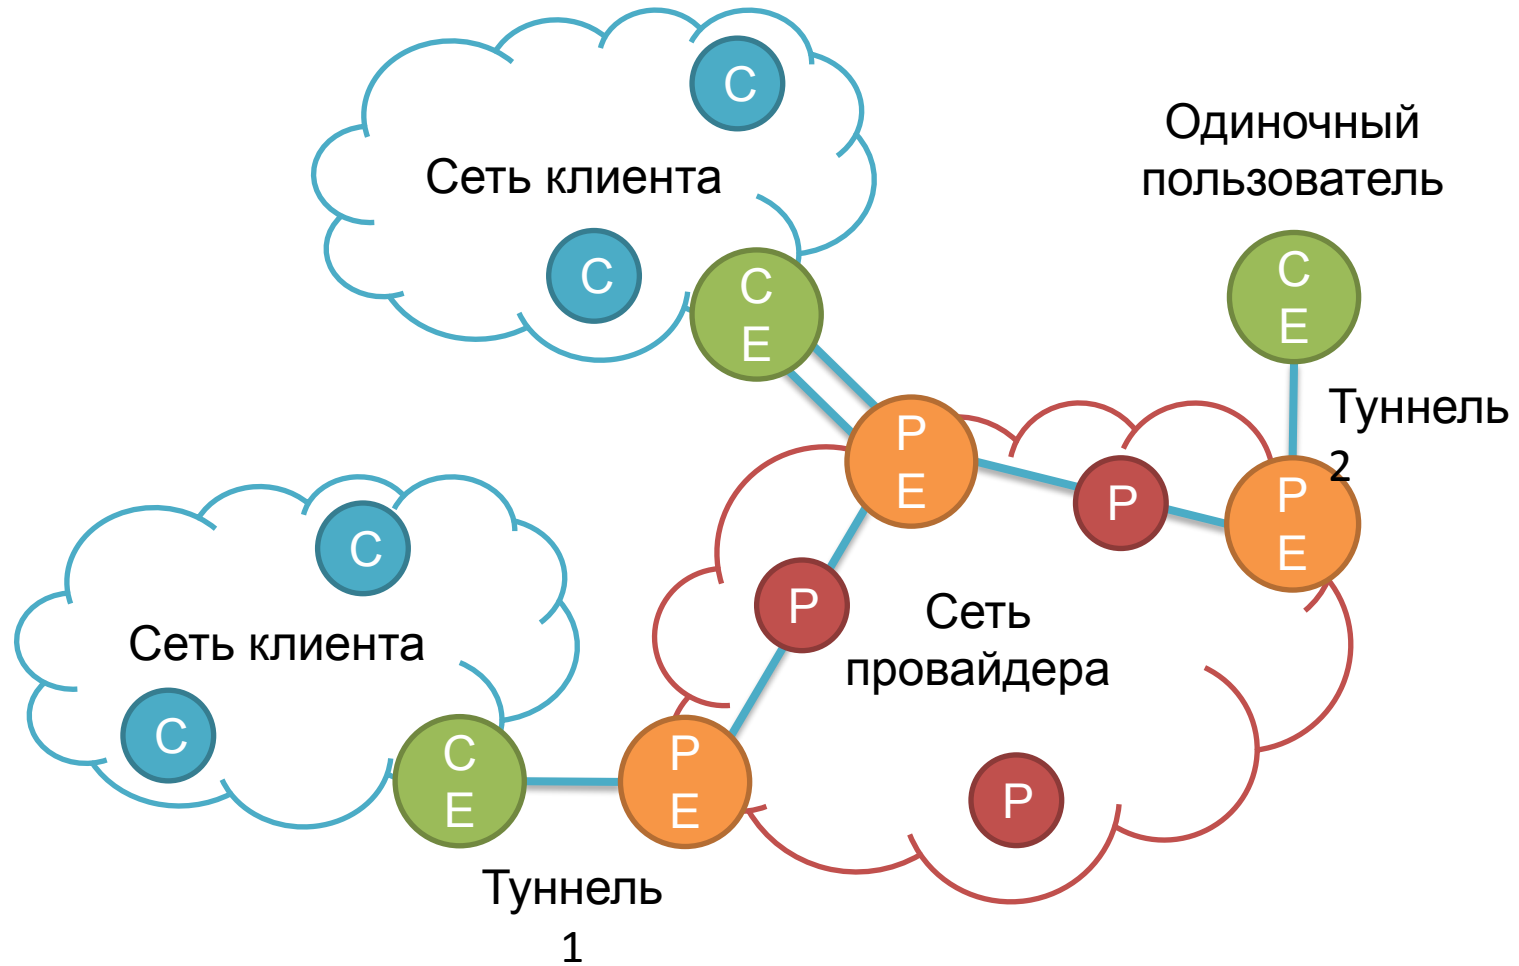 C
Одиночный
пользователь
Сеть клиента
C
C
E
C
E
Туннель
2
P
E
P
P
E
C
P
Сеть
провайдера
Сеть клиента
C
C
E
P
E
P
Туннель
1